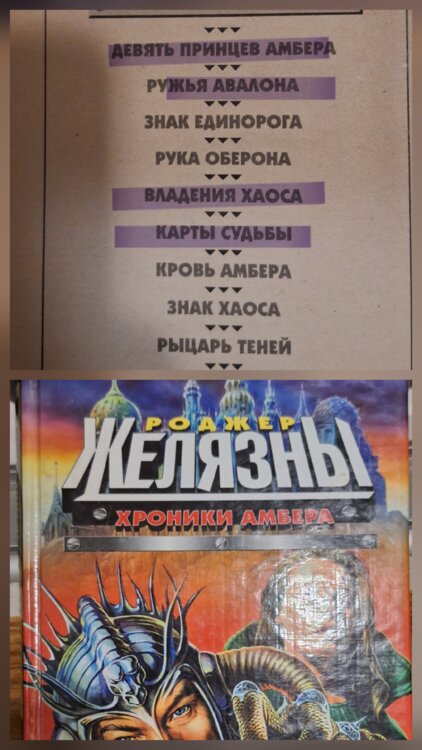 ДЕВЯТЬ ПРИНЦЕВ АМБЕРА
РУЖЬЯ АВАЛОНА
ЗНАК ЕДИНОРОГА
РУКА ОБЕРОНА
ВЛАДЕНИЯ ХАОСА
КАРТЫ СУДЬБЫ
КРОВЬ АМБЕРА
ЗНАК ХАОСА
РЫЦАРЬ ТЕНЕЙ
РОДЖЕР
ЖЕЛЯЗНЫ
ХРОНИКИ АМБЕРА